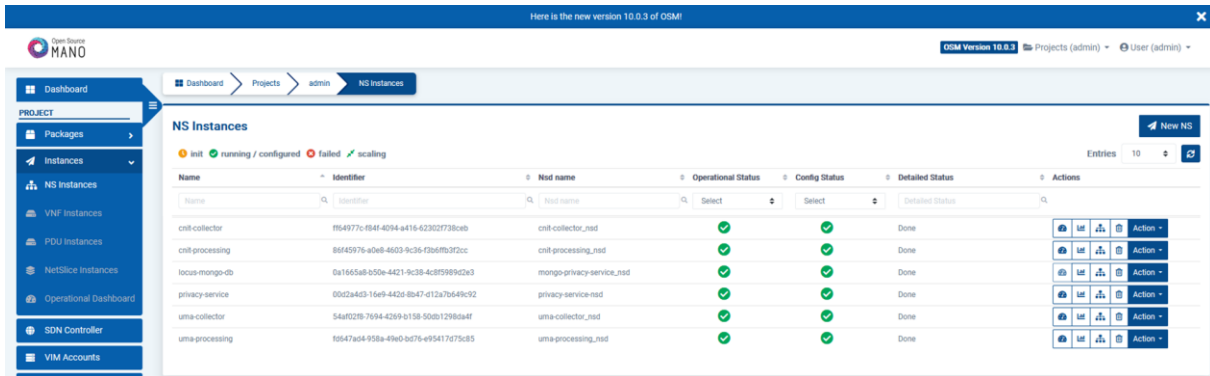 Here is the new version 10.0.3 of OSM!
Open Source
MANO
OSM Version 10.0.3 Projects (admin) User (admin)
Dashboard
PROJECT
Packages
Instances
NS Instances
VNF Instances
PDU Instances
NetSlice Instances
Operational Dashboard
SDN Controller
VIM Accounts
Dashboard Projects admin NS Instances
NS Instances
New NS
init running / configured failed scaling
Entries 10
Name Identifier Nsd name Operational Status Config Status Detailed Status Actions
Name Identifier Nsd name Select Select Detailed Status
cnit-collector ff64977c-f84f-4094-a416-62302f738ceb cnit-collector_nsd Done Action
cnit-processing 86f45976-a0e8-4603-9c36-f3b6ffb3f2cc cnit-processing_nsd Done Action
locus-mongo-db 0a1665a8-b50e-4421-9c38-4c8f5989d2e3 mongo-privacy-service_nsd Done Action
privacy-service 00d2a4d3-16e9-442d-8b47-d12a7b649c92 privacy-service-nsd Done Action
uma-collector 54af02f8-7694-4269-b158-50db1298da4f uma-collector_nsd Done Action
uma-processing fd647ad4-958a-49e0-bd76-e95417d75c85 uma-processing_nsd Done Action